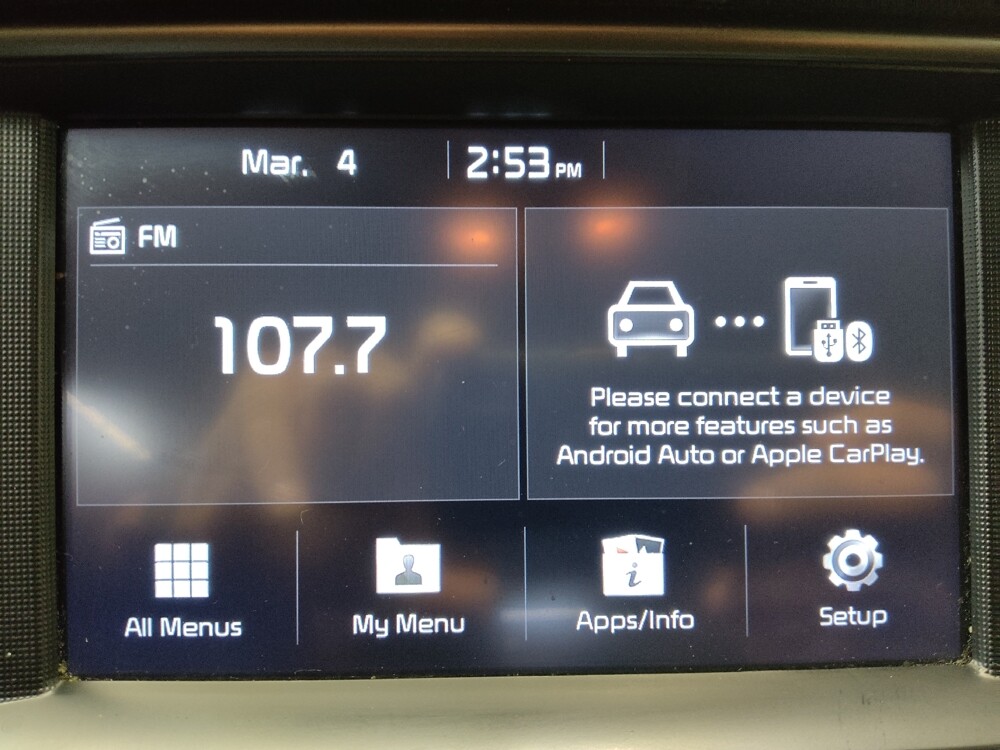 Mar. 4 2:53 PM
FM
107.7
Please connect a device
for more features such as
Android Auto or Apple CarPlay.
All Menus
My Menu
i
Apps/Info
Setup